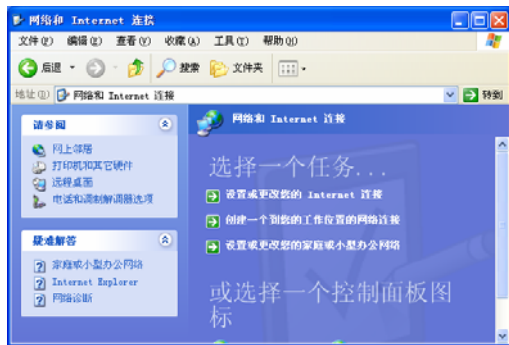 网络和 Internet 连接
文件(F) 编辑(E) 查看(V) 收藏(A) 工具(T) 帮助(H)
后退 搜索 文件夹
地址(D) 网络和 Internet 连接 转到
请参阅
网上邻居
打印机和其它硬件
远程桌面
电话和调制解调器选项
疑难解答
家庭或小型办公网络
Internet Explorer
网络诊断
网络和 Internet 连接
选择一个任务...
设置或更改您的 Internet 连接
创建一个到您的工作位置的网络连接
设置或更改您的家庭或小型办公网络
或选择一个控制面板图
标